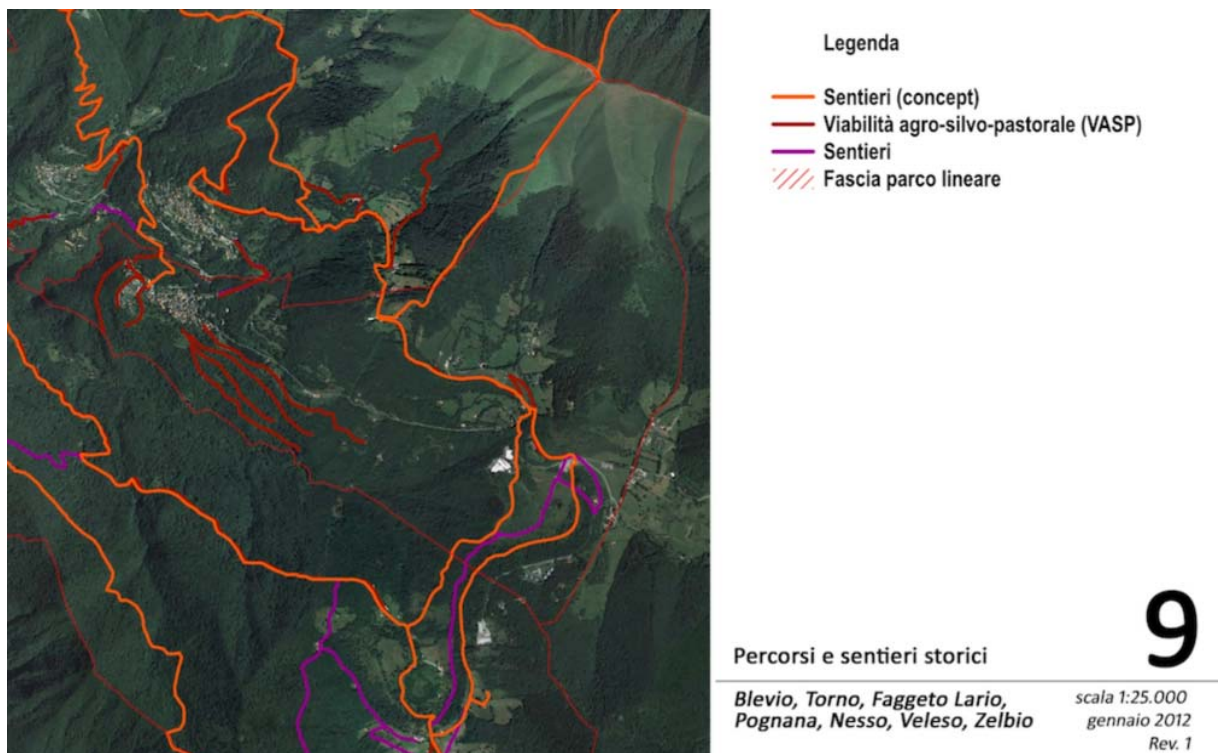 Legenda
Sentieri (concept)
Viabilità agro-silvo-pastorale (VASP)
Sentieri
Fascia parco lineare
9
Percorsi e sentieri storici
Blevio, Torno, Faggeto Lario,
Pognana, Nesso, Veleso, Zelbio
scala 1:25.000
gennaio 2012
Rev. 1